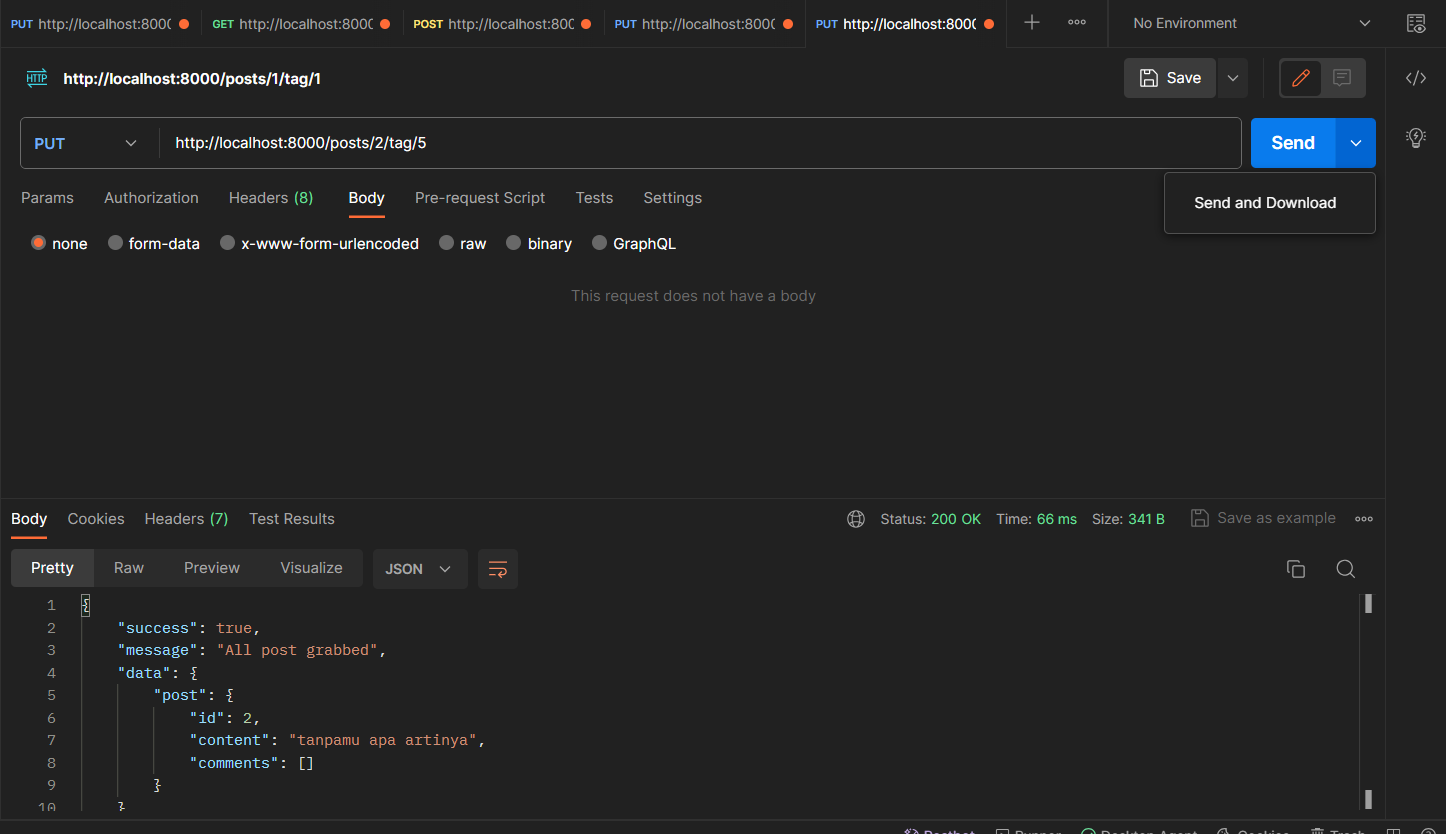 PUT http://localhost:8000 GET http://localhost:8000 POST http://localhost:8000 PUT http://localhost:8000 PUT http://localhost:8000 No Environment
HTTP http://localhost:8000/posts/1/tag/1 Save
PUT http://localhost:8000/posts/2/tag/5 Send
Params Authorization Headers (8) Body Pre-request Script Tests Settings
Send and Download
none form-data x-www-form-urlencoded raw binary GraphQL
This request does not have a body
Body Cookies Headers (7) Test Results Status: 200 OK Time: 66 ms Size: 341 B Save as example
Pretty Raw Preview Visualize JSON
1 {
2 "success": true,
3 "message": "All post grabbed",
4 "data": {
5 "post": {
6 "id": 2,
7 "content": "tanpamu apa artinya",
8 "comments": []
9 }
10 }
Postbot Runner Desktop Agent Cookies Trash